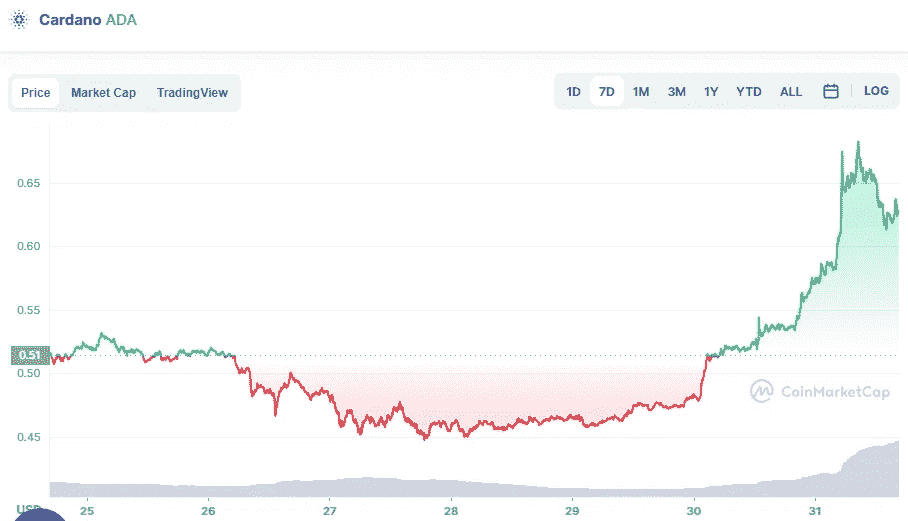 Cardano ADA
Price Market Cap TradingView
1D 7D 1M 3M 1Y YTD ALL LOG
0.65
0.60
0.55
0.51
0.50
0.45
CoinMarketCap
USD
25 26 27 28 29 30 31